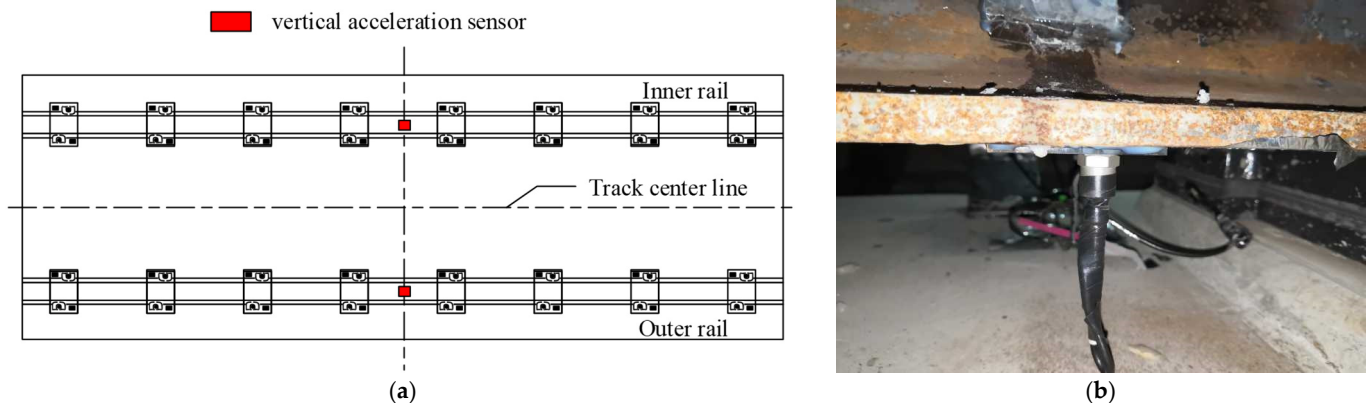 vertical acceleration sensor
Inner rail
Track center line
Outer rail
(a)
(b)